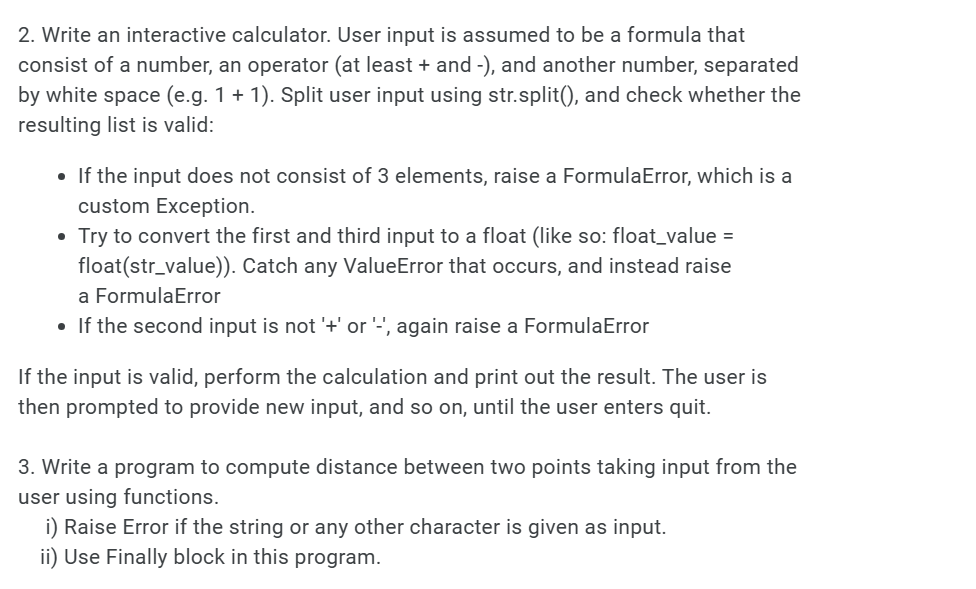 2. Write an interactive calculator. User input is assumed to be a formula that
consist of a number, an operator (at least + and -), and another number, separated
by white space (e.g. 1 + 1). Split user input using str.split(), and check whether the
resulting list is valid:
• If the input does not consist of 3 elements, raise a FormulaError, which is a
custom Exception.
• Try to convert the first and third input to a float (like so: float_value =
float(str_value)). Catch any ValueError that occurs, and instead raise
a FormulaError
• If the second input is not '+' or '-', again raise a FormulaError
If the input is valid, perform the calculation and print out the result. The user is
then prompted to provide new input, and so on, until the user enters quit.
3. Write a program to compute distance between two points taking input from the
user using functions.
i) Raise Error if the string or any other character is given as input.
ii) Use Finally block in this program.